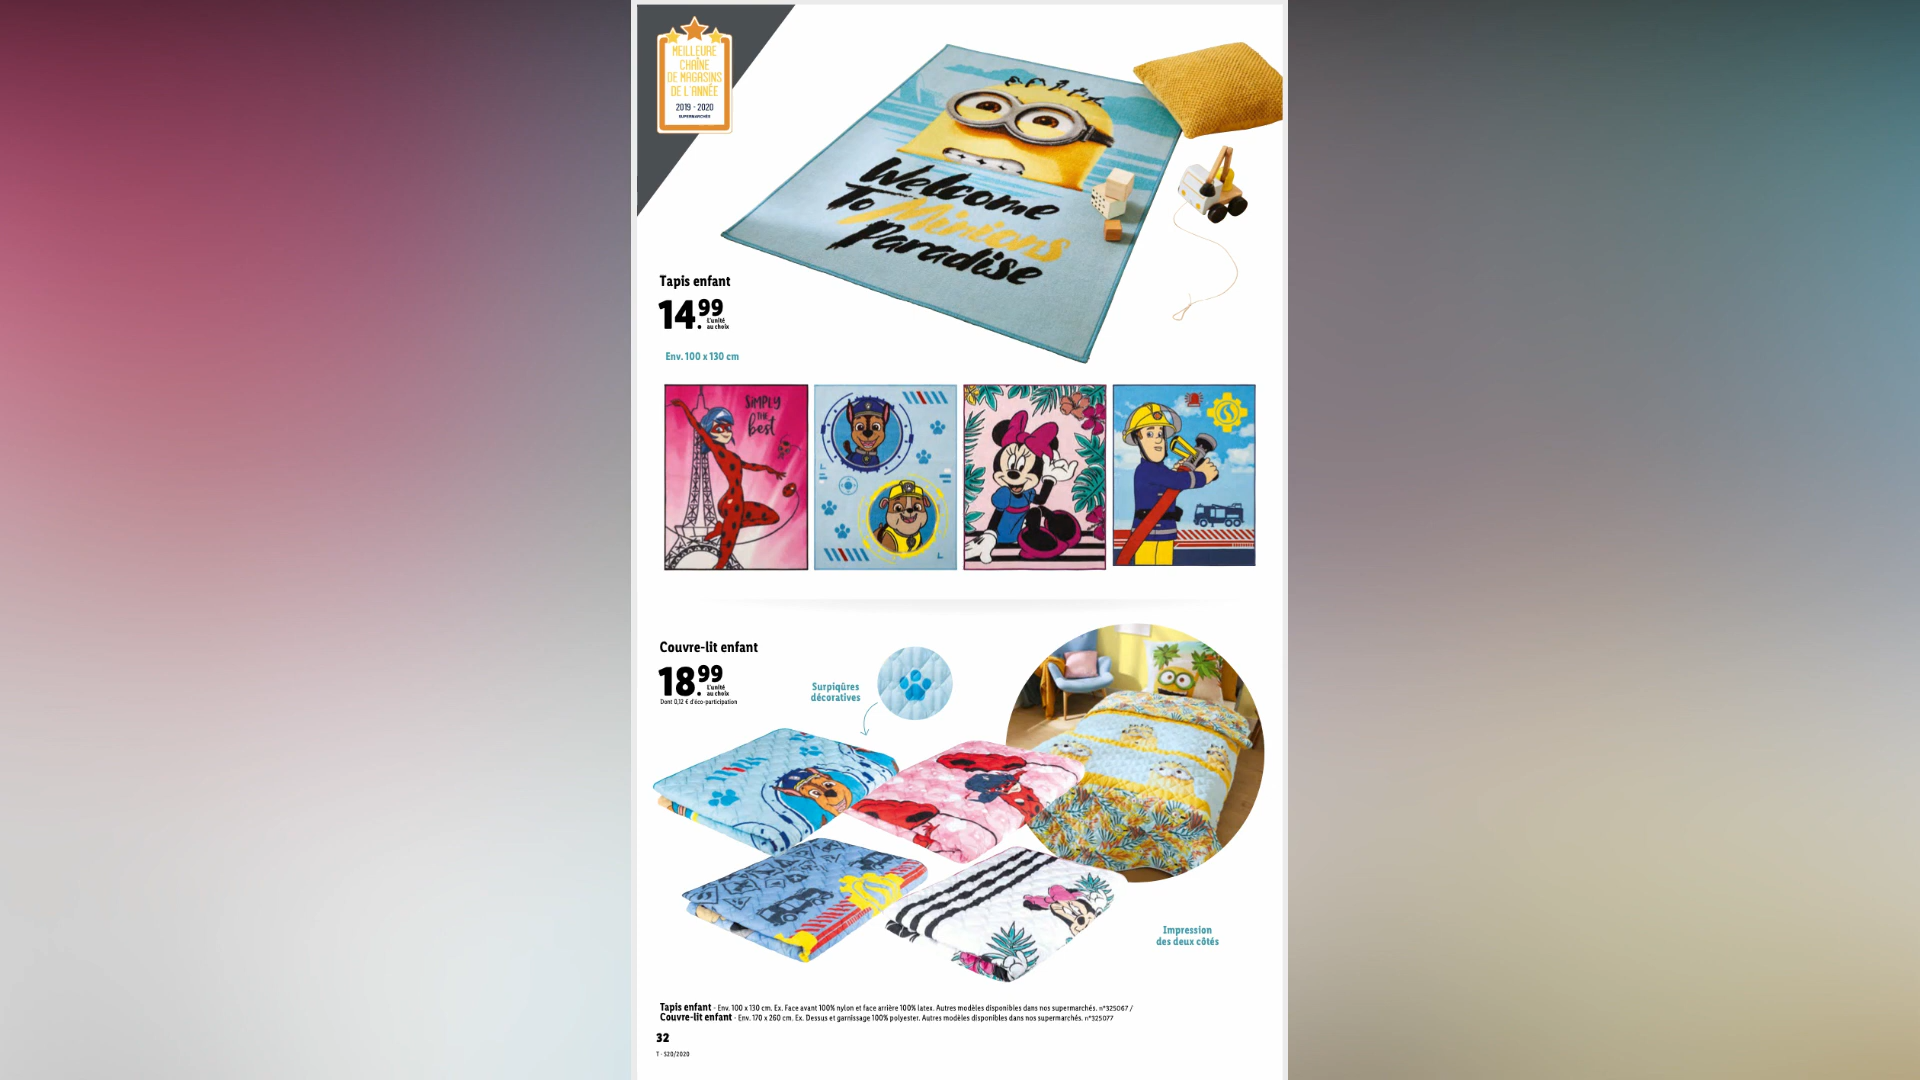 MEILLEURE
CHAÎNE
DE MAGASINS
DE L'ANNÉE
2019 - 2020
SUPERMARCHÉS
Welcome
To Minions
Paradise
Tapis enfant
14.99
L'unité
au choix
Env. 100 x 130 cm
SiMPLY
THE
best
Couvre-lit enfant
18.99
L'unité
au choix
Dont 0,12 € d'éco-participation
Surpiqûres
décoratives
Impression
des deux côtés
Tapis enfant - Env. 100 x 130 cm. Ex. Face avant 100% nylon et face arrière 100% latex. Autres modèles disponibles dans nos supermarchés. n°325067 /
Couvre-lit enfant - Env. 170 x 260 cm. Ex. Dessus et garnissage 100% polyester. Autres modèles disponibles dans nos supermarchés. n°325077
32
T - S20/2020